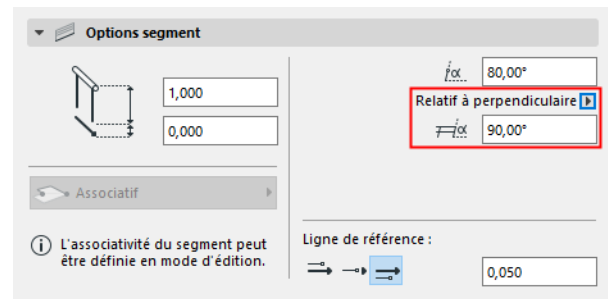 Options segment
1,000
0,000
Associatif
L'associativité du segment peut
être définie en mode d'édition.
α 80,00°
Relatif à perpendiculaire
α 90,00°
Ligne de référence :
0,050